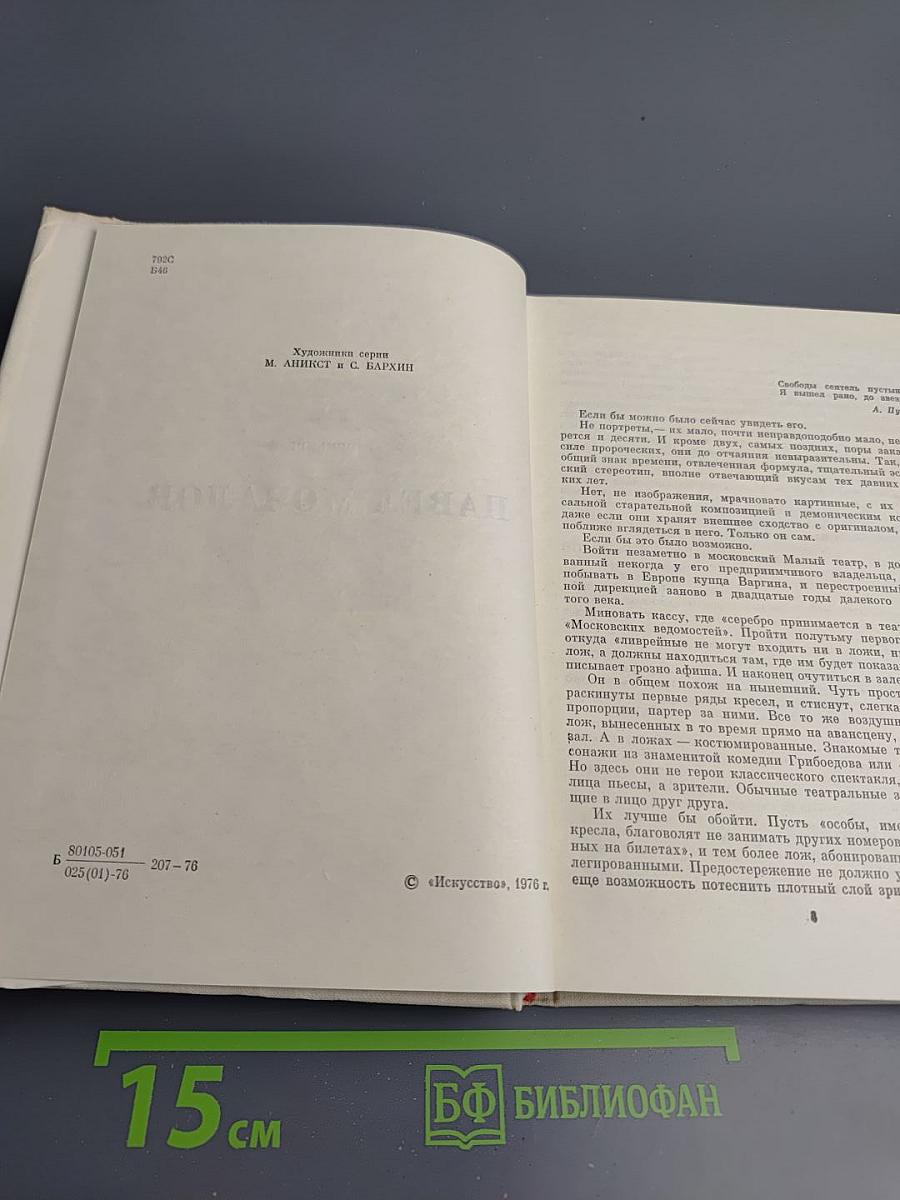 792С
Б46
Художники серии
М. АНИКСТ и С. БАРХИН
Б 80105-051
025(01)-76
207–76
© «Искусство», 1976 г.
Свободы сеятель пустын
Я вышел рано, до звез
А. Пу
Если бы можно было сейчас увидеть его.
Не портреты,— их мало, почти неправдоподобно мало, не
рется и десяти. И кроме двух, самых поздних, поры зака
силе пророческих, они до отчаяния невыразительны. Так,
общий знак времени, отвлеченная формула, тщательный эс
ский стереотип, вполне отвечающий вкусам тех давних
ких лет.
Нет, не изображения, мрачновато картинные, с их
сальной старательной композицией и демоническим ко
даже если они хранят внешнее сходство с оригиналом,
поближе вглядеться в него. Только он сам.
Если бы это было возможно.
Войти незаметно в московский Малый театр, в до
ванный некогда у его предприимчивого владельца,
побывать в Европе купца Варгина, и перестроенный
ной дирекцией заново в двадцатые годы далекого
того века.
Миновать кассу, где «серебро принимается в теат
«Московских ведомостей». Пройти полутьму первог
откуда «ливрейные не могут входить ни в ложи, н
лож, а должны находиться там, где им будет показа
писывает грозно афиша. И наконец очутиться в зале
Он в общем похож на нынешний. Чуть прост
раскинуты первые ряды кресел, и стиснут, слегка
пропорции, партер за ними. Все то же воздушн
лож, вынесенных в то время прямо на авансцену,
зал. А в ложах — костюмированные. Знакомые т
сонажи из знаменитой комедии Грибоедова или
Но здесь они не герои классического спектакля,
лица пьесы, а зрители. Обычные театральные з
щие в лицо друг друга.
Их лучше бы обойти. Пусть «особы, име
кресла, благоволят не занимать других номеров
ных на билетах», и тем более лож, абонирован
легированными. Предостережение не должно у
еще возможность потеснить плотный слой зри
15 см
БФ БИБЛИОФАН